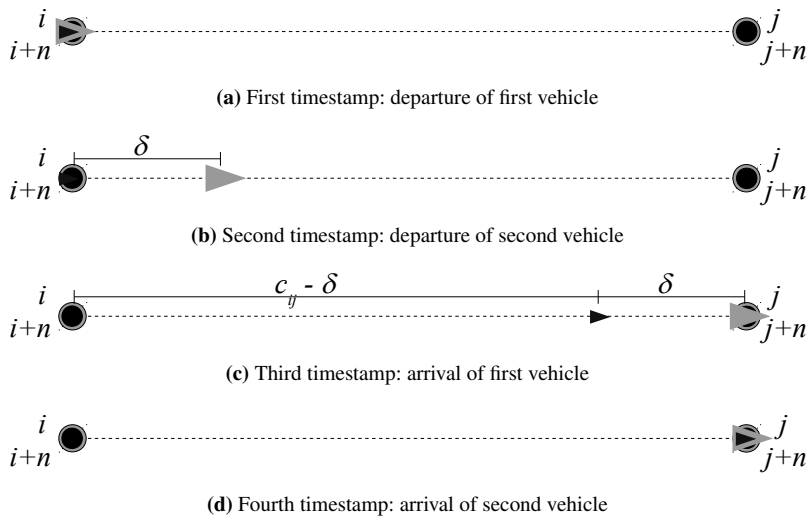 i j
i+n j+n
(a) First timestamp: departure of first vehicle
δ
i j
i+n j+n
(b) Second timestamp: departure of second vehicle
c_ij - δ δ
i j
i+n j+n
(c) Third timestamp: arrival of first vehicle
i j
i+n j+n
(d) Fourth timestamp: arrival of second vehicle